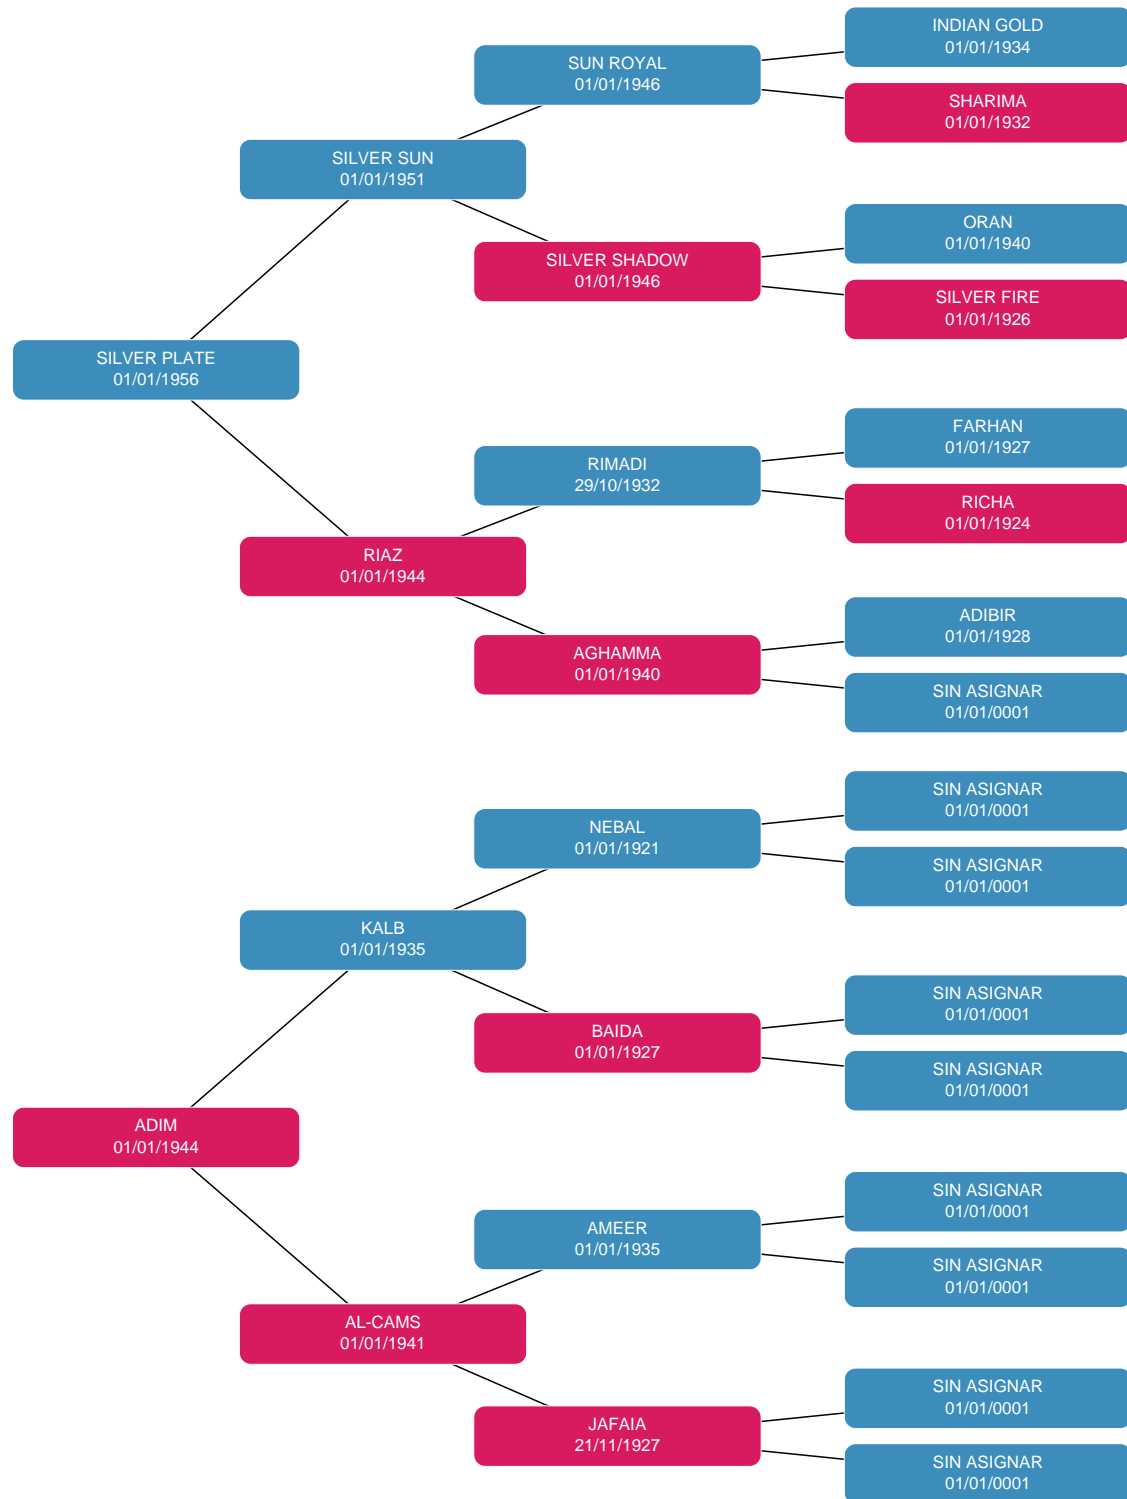 INDIAN GOLD
01/01/1934
SUN ROYAL
01/01/1946
SHARIMA
01/01/1932
SILVER SUN
01/01/1951
ORAN
01/01/1940
SILVER SHADOW
01/01/1946
SILVER FIRE
01/01/1926
SILVER PLATE
01/01/1956
FARHAN
01/01/1927
RIMADI
29/10/1932
RICHA
01/01/1924
RIAZ
01/01/1944
ADIBIR
01/01/1928
AGHAMMA
01/01/1940
SIN ASIGNAR
01/01/0001
SIN ASIGNAR
01/01/0001
NEBAL
01/01/1921
SIN ASIGNAR
01/01/0001
KALB
01/01/1935
SIN ASIGNAR
01/01/0001
BAIDA
01/01/1927
SIN ASIGNAR
01/01/0001
ADIM
01/01/1944
SIN ASIGNAR
01/01/0001
AMEER
01/01/1935
SIN ASIGNAR
01/01/0001
AL-CAMS
01/01/1941
SIN ASIGNAR
01/01/0001
JAFAIA
21/11/1927
SIN ASIGNAR
01/01/0001